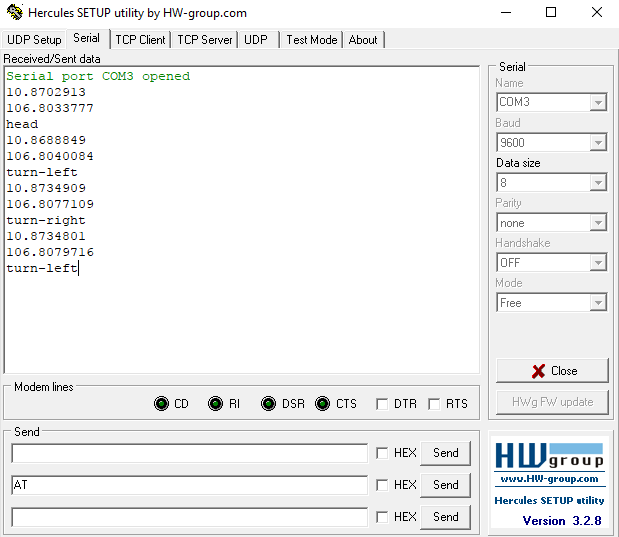 Hercules SETUP utility by HW-group.com
UDP Setup Serial TCP Client TCP Server UDP Test Mode About
Received/Sent data
Serial port COM3 opened
10.8702913
106.8033777
head
10.8688849
106.8040084
turn-left
10.8734909
106.8077109
turn-right
10.8734801
106.8079716
turn-left
Serial
Name
COM3
Baud
9600
Data size
8
Parity
none
Handshake
OFF
Mode
Free
Close
HWg FW update
Modem lines
CD RI DSR CTS DTR RTS
Send
HEX Send
AT HEX Send
HEX Send
HWgroup
www.HW-group.com
Hercules SETUP utility
Version 3.2.8